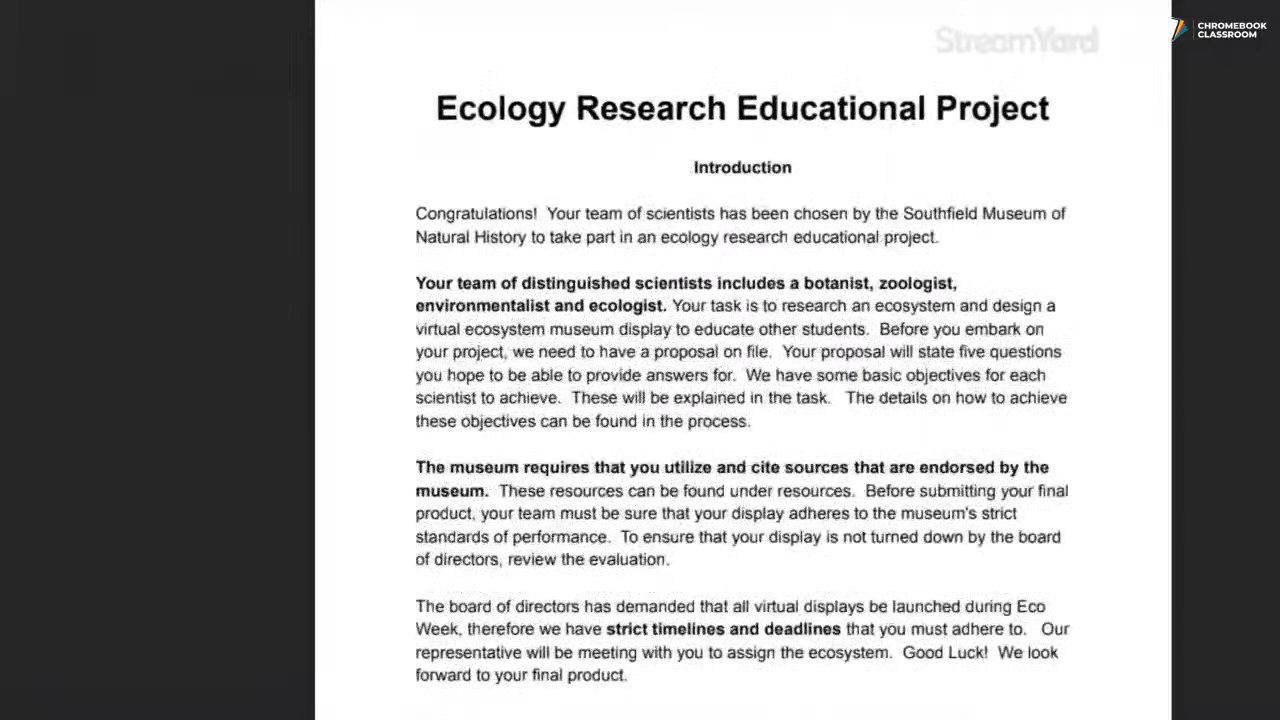 StreamYard
CHROMEBOOK
CLASSROOM
Ecology Research Educational Project
Introduction
Congratulations!  Your team of scientists has been chosen by the Southfield Museum of
Natural History to take part in an ecology research educational project.
Your team of distinguished scientists includes a botanist, zoologist,
environmentalist and ecologist. Your task is to research an ecosystem and design a
virtual ecosystem museum display to educate other students.  Before you embark on
your project, we need to have a proposal on file.  Your proposal will state five questions
you hope to be able to provide answers for.  We have some basic objectives for each
scientist to achieve.  These will be explained in the task.   The details on how to achieve
these objectives can be found in the process.
The museum requires that you utilize and cite sources that are endorsed by the
museum.  These resources can be found under resources.  Before submitting your final
product, your team must be sure that your display adheres to the museum's strict
standards of performance.  To ensure that your display is not turned down by the board
of directors, review the evaluation.
The board of directors has demanded that all virtual displays be launched during Eco
Week, therefore we have strict timelines and deadlines that you must adhere to.   Our
representative will be meeting with you to assign the ecosystem.  Good Luck!  We look
forward to your final product.